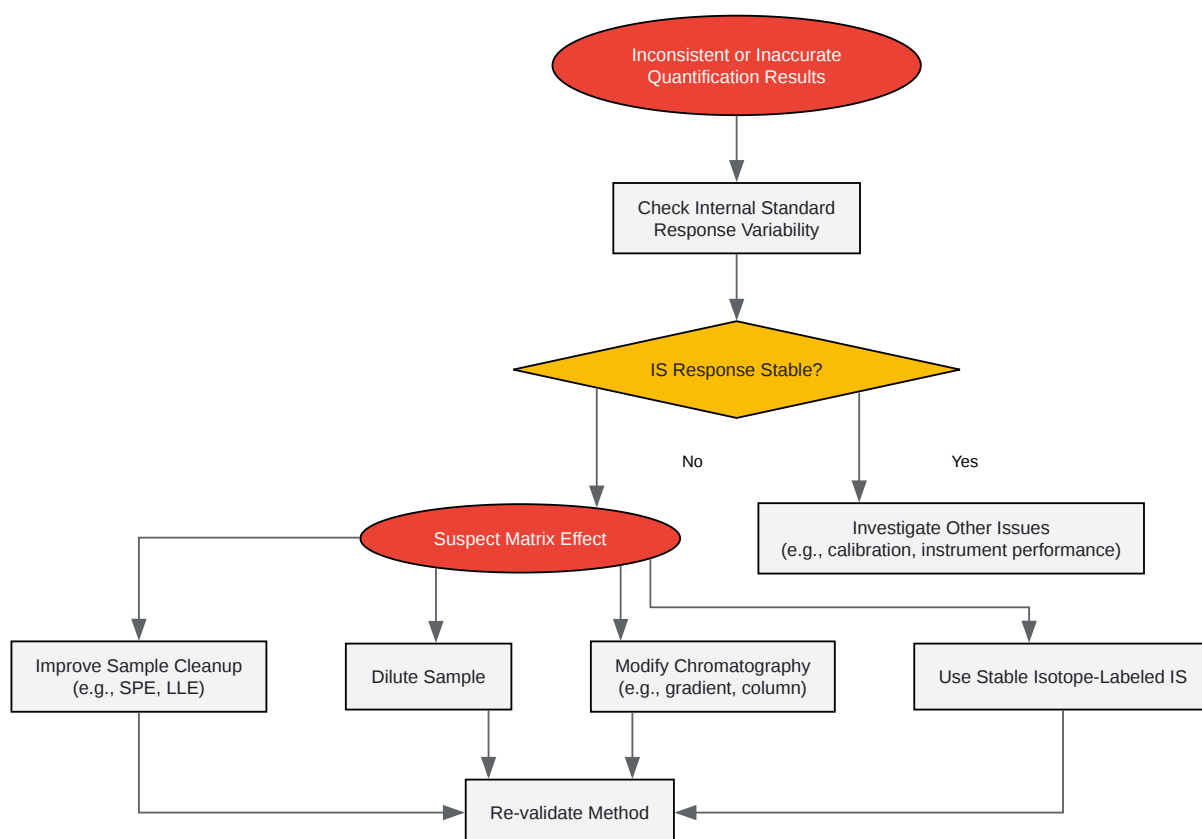 Inconsistent or Inaccurate
Quantification Results
Check Internal Standard
Response Variability
IS Response Stable?
No
Yes
Suspect Matrix Effect
Investigate Other Issues
(e.g., calibration, instrument performance)
Improve Sample Cleanup
(e.g., SPE, LLE)
Dilute Sample
Modify Chromatography
(e.g., gradient, column)
Use Stable Isotope-Labeled IS
Re-validate Method